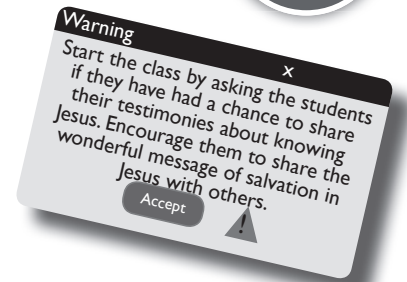 Warning
x
Start the class by asking the students
if they have had a chance to share
their testimonies about knowing
Jesus. Encourage them to share the
wonderful message of salvation in
Jesus with others.
Accept
!